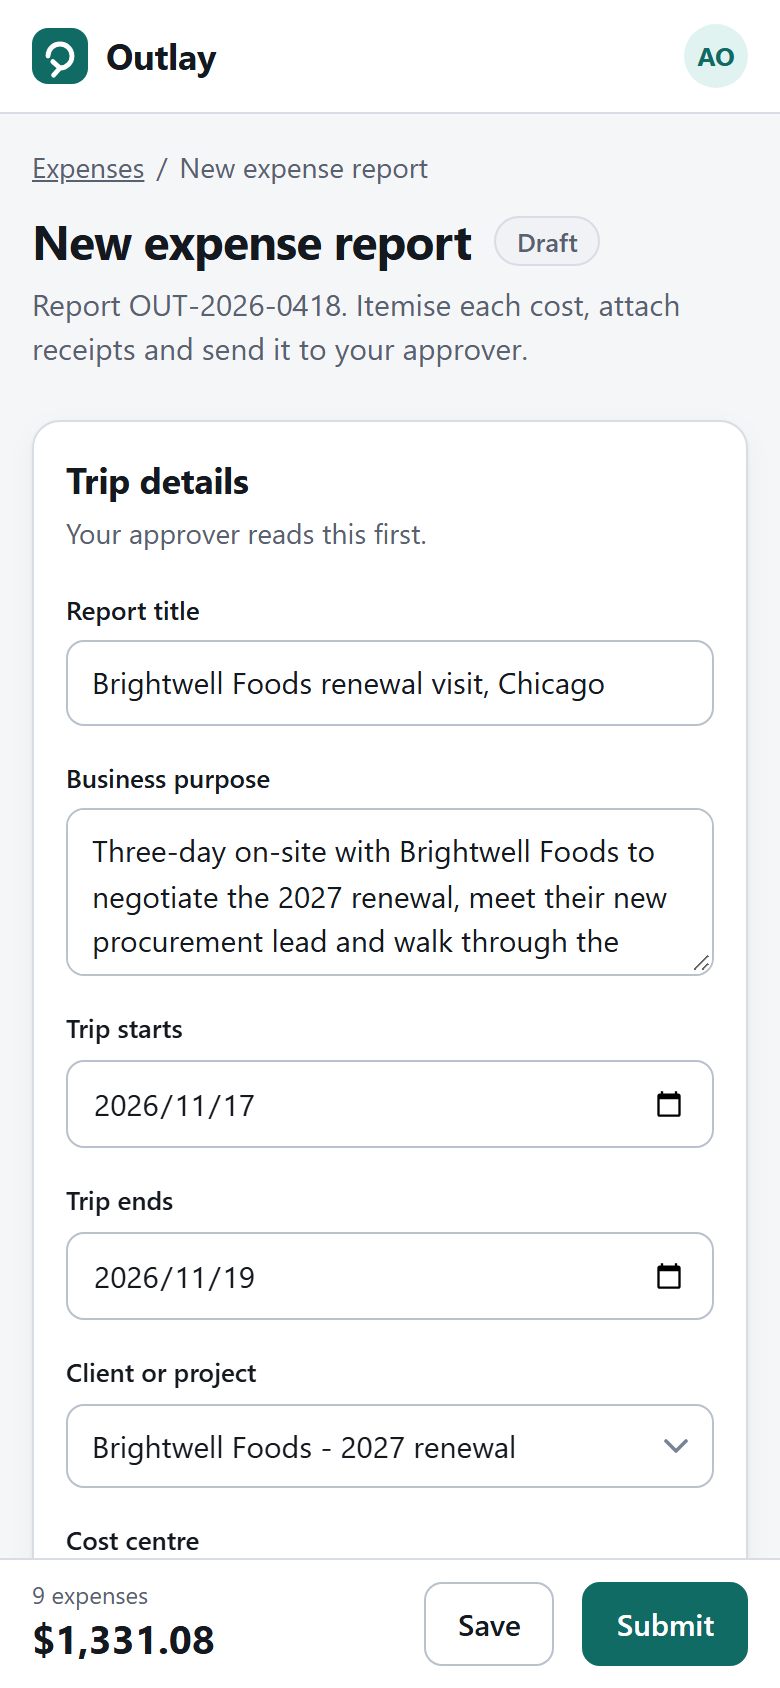 Outlay
AO
Expenses / New expense report
New expense report
Draft
Report OUT-2026-0418. Itemise each cost, attach
receipts and send it to your approver.
Trip details
Your approver reads this first.
Report title
Brightwell Foods renewal visit, Chicago
Business purpose
Three-day on-site with Brightwell Foods to
negotiate the 2027 renewal, meet their new
procurement lead and walk through the
Trip starts
2026/11/17
Trip ends
2026/11/19
Client or project
Brightwell Foods - 2027 renewal
Cost centre
9 expenses
$1,331.08
Save
Submit